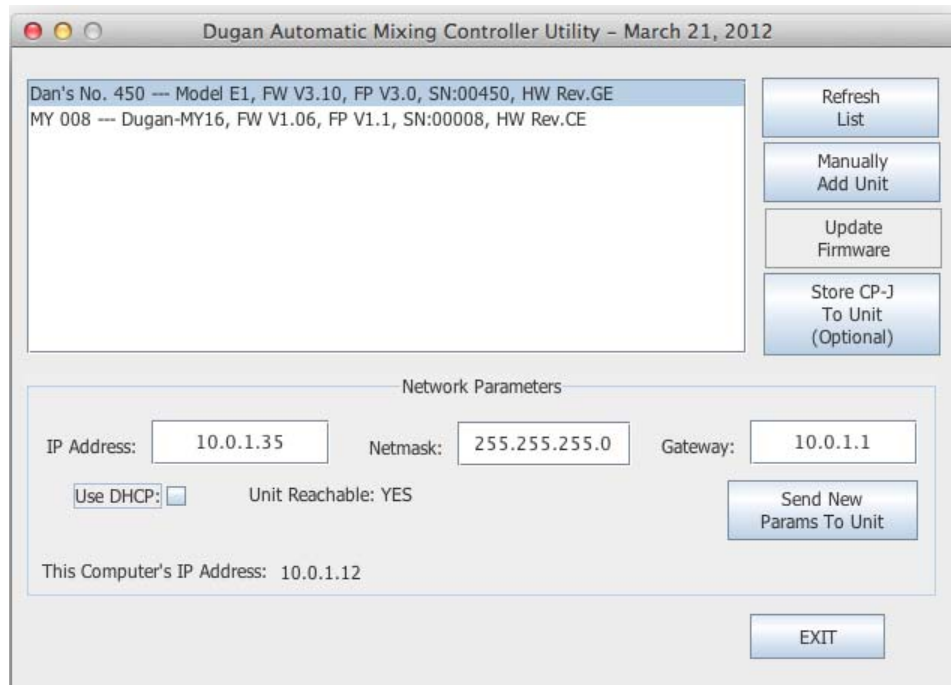 Dugan Automatic Mixing Controller Utility – March 21, 2012
Dan's No. 450 --- Model E1, FW V3.10, FP V3.0, SN:00450, HW Rev.GE
MY 008 --- Dugan-MY16, FW V1.06, FP V1.1, SN:00008, HW Rev.CE
Refresh
List
Manually
Add Unit
Update
Firmware
Store CP-J
To Unit
(Optional)
Network Parameters
IP Address: 10.0.1.35 Netmask: 255.255.255.0 Gateway: 10.0.1.1
Use DHCP: Unit Reachable: YES
Send New
Params To Unit
This Computer's IP Address: 10.0.1.12
EXIT